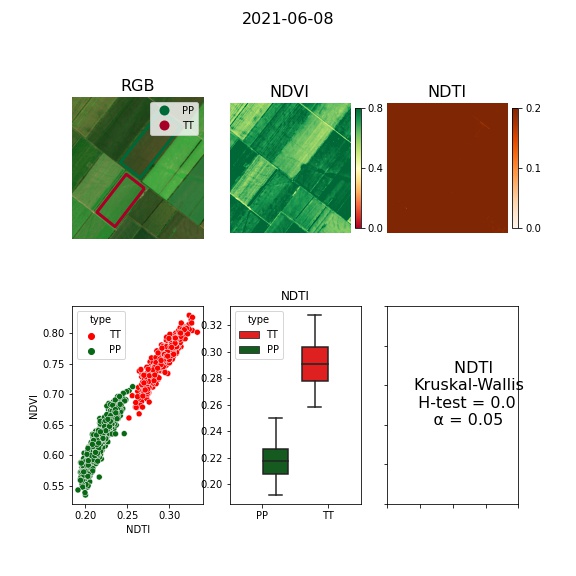 2021-06-08
RGB
PP
TT
NDVI
0.8
0.4
0.0
NDTI
0.2
0.1
0.0
type
TT
PP
0.80
0.75
0.70
0.65
0.60
0.55
NDVI
0.20 0.25 0.30
NDTI
NDTI
type
TT
PP
0.32
0.30
0.28
0.26
0.24
0.22
0.20
PP TT
NDTI
Kruskal-Wallis
H-test = 0.0
α = 0.05